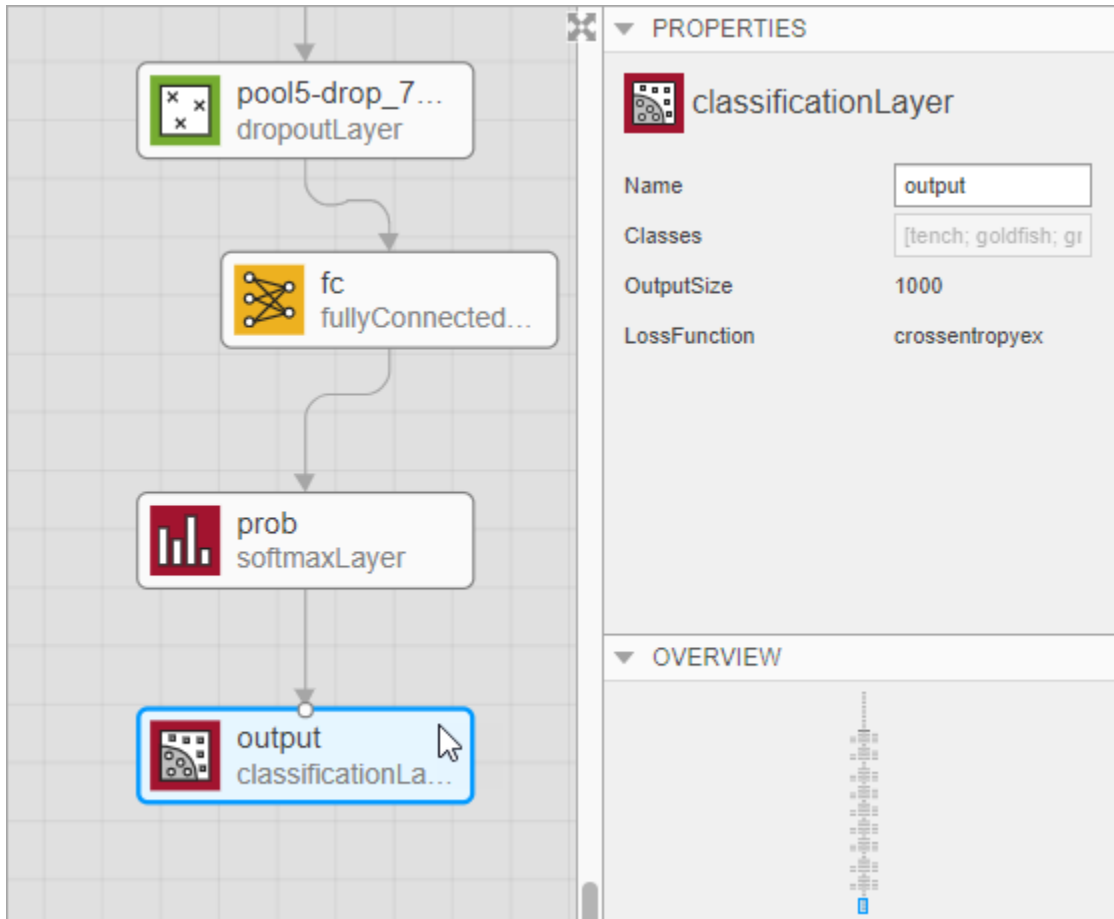 pool5-drop_7...
dropoutLayer
fc
fullyConnected...
prob
softmaxLayer
output
classificationLa...
PROPERTIES
classificationLayer
Name output
Classes [tench; goldfish; gr
OutputSize 1000
LossFunction crossentropyex
OVERVIEW